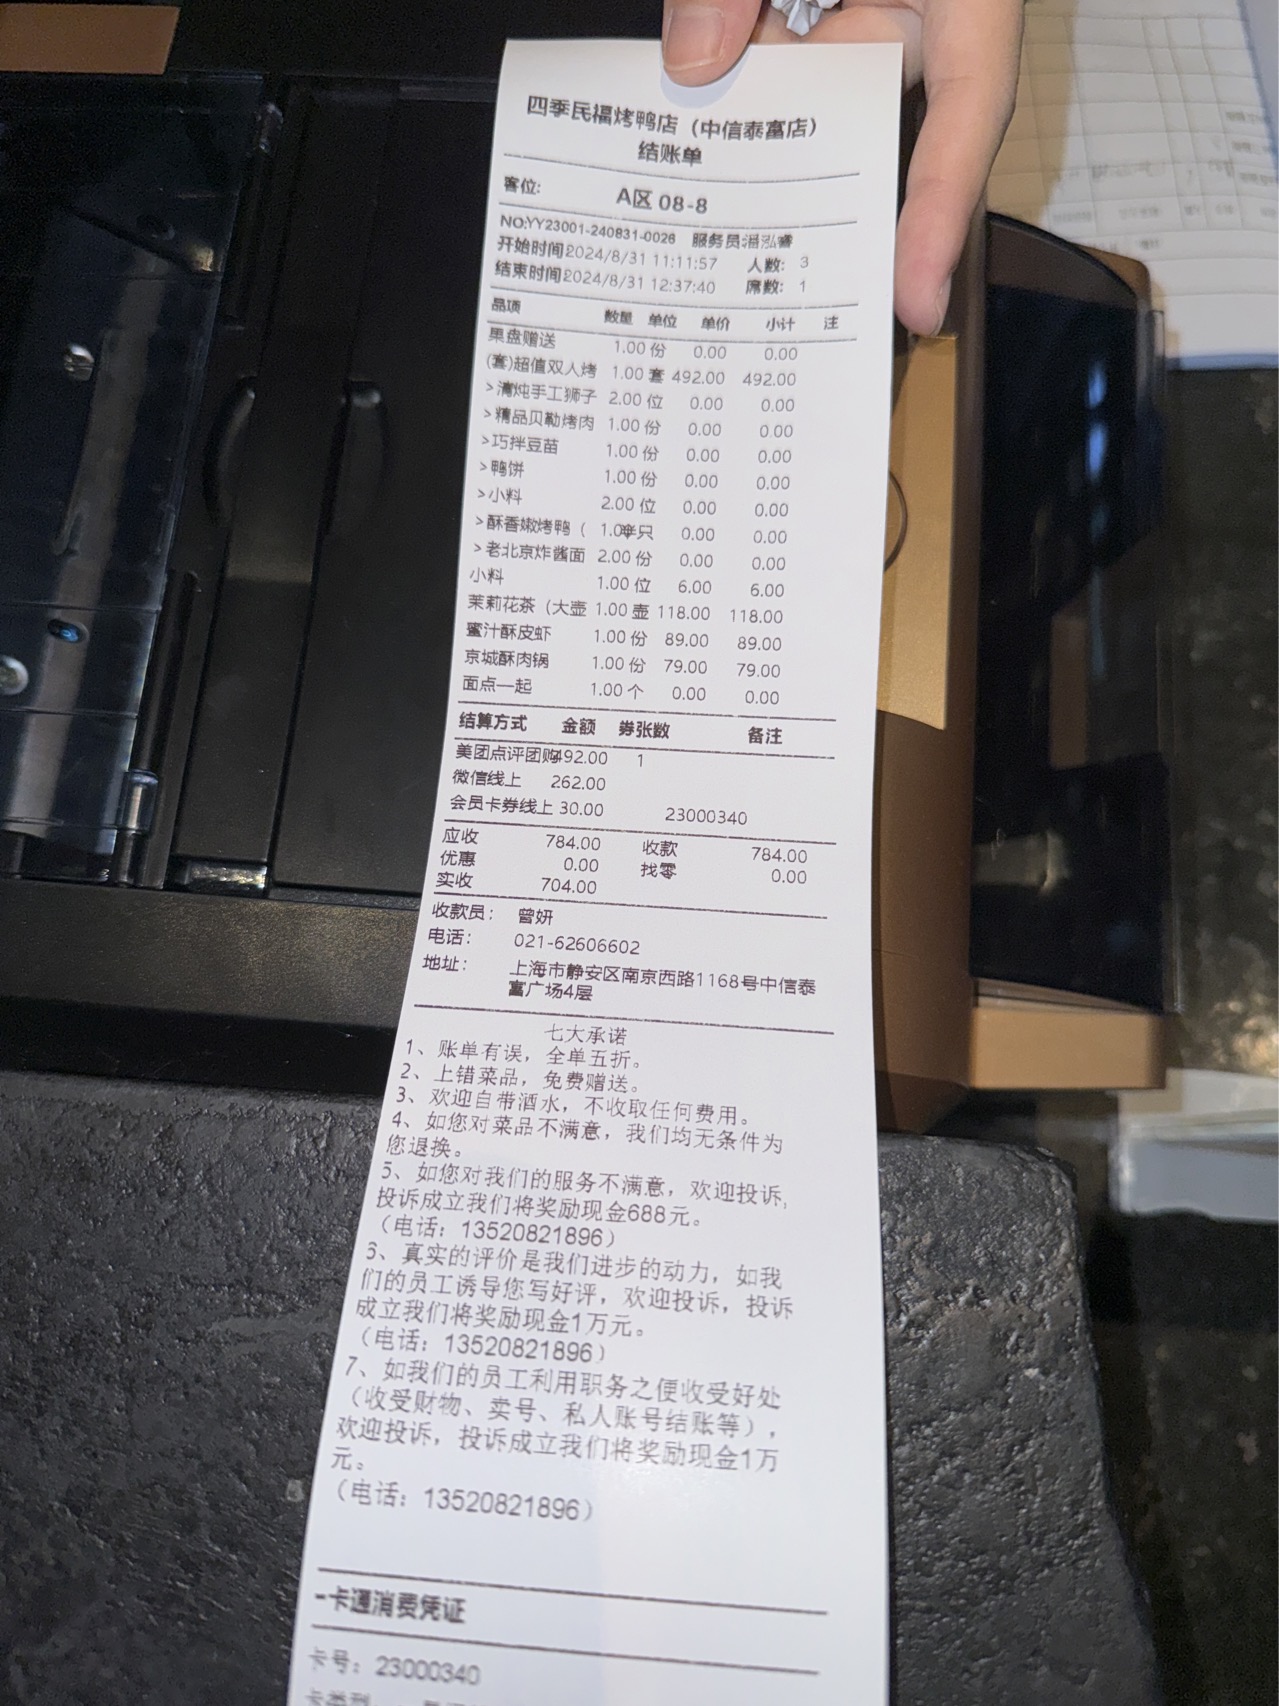 四季民福烤鸭店（中信泰富店）
结账单
客位： A区 08-8
NO:YY23001-240831-0026 服务员:潘泓睿
开始时间2024/8/31 11:11:57 人数： 3
结束时间2024/8/31 12:37:40 席数： 1
品项 数量 单位 单价 小计 注
果盘赠送 1.00 份 0.00 0.00
(套)超值双人烤 1.00 套 492.00 492.00
>清炖手工狮子 2.00 位 0.00 0.00
>精品贝勒烤肉 1.00 份 0.00 0.00
>巧拌豆苗 1.00 份 0.00 0.00
>鸭饼 1.00 份 0.00 0.00
>小料 2.00 位 0.00 0.00
>酥香嫩烤鸭（ 1.0半只 0.00 0.00
>老北京炸酱面 2.00 份 0.00 0.00
小料 1.00 位 6.00 6.00
茉莉花茶（大壶 1.00 壶 118.00 118.00
蜜汁酥皮虾 1.00 份 89.00 89.00
京城酥肉锅 1.00 份 79.00 79.00
面点一起 1.00 个 0.00 0.00
结算方式 金额 券张数 备注
美团点评团购492.00 1
微信线上 262.00
会员卡券线上 30.00 23000340
应收 784.00 收款 784.00
优惠 0.00 找零 0.00
实收 704.00
收款员： 曾妍
电话： 021-62606602
地址： 上海市静安区南京西路1168号中信泰
富广场4层
七大承诺
1、账单有误，全单五折。
2、上错菜品，免费赠送。
3、欢迎自带酒水，不收取任何费用。
4、如您对菜品不满意，我们均无条件为
您退换。
5、如您对我们的服务不满意，欢迎投诉,
投诉成立我们将奖励现金688元。
（电话：13520821896）
6、真实的评价是我们进步的动力，如我
们的员工诱导您写好评，欢迎投诉，投诉
成立我们将奖励现金1万元。
（电话：13520821896）
7、如我们的员工利用职务之便收受好处
（收受财物、卖号、私人账号结账等），
欢迎投诉，投诉成立我们将奖励现金1万
元。
（电话：13520821896）
一卡通消费凭证
卡号：23000340
卡类型